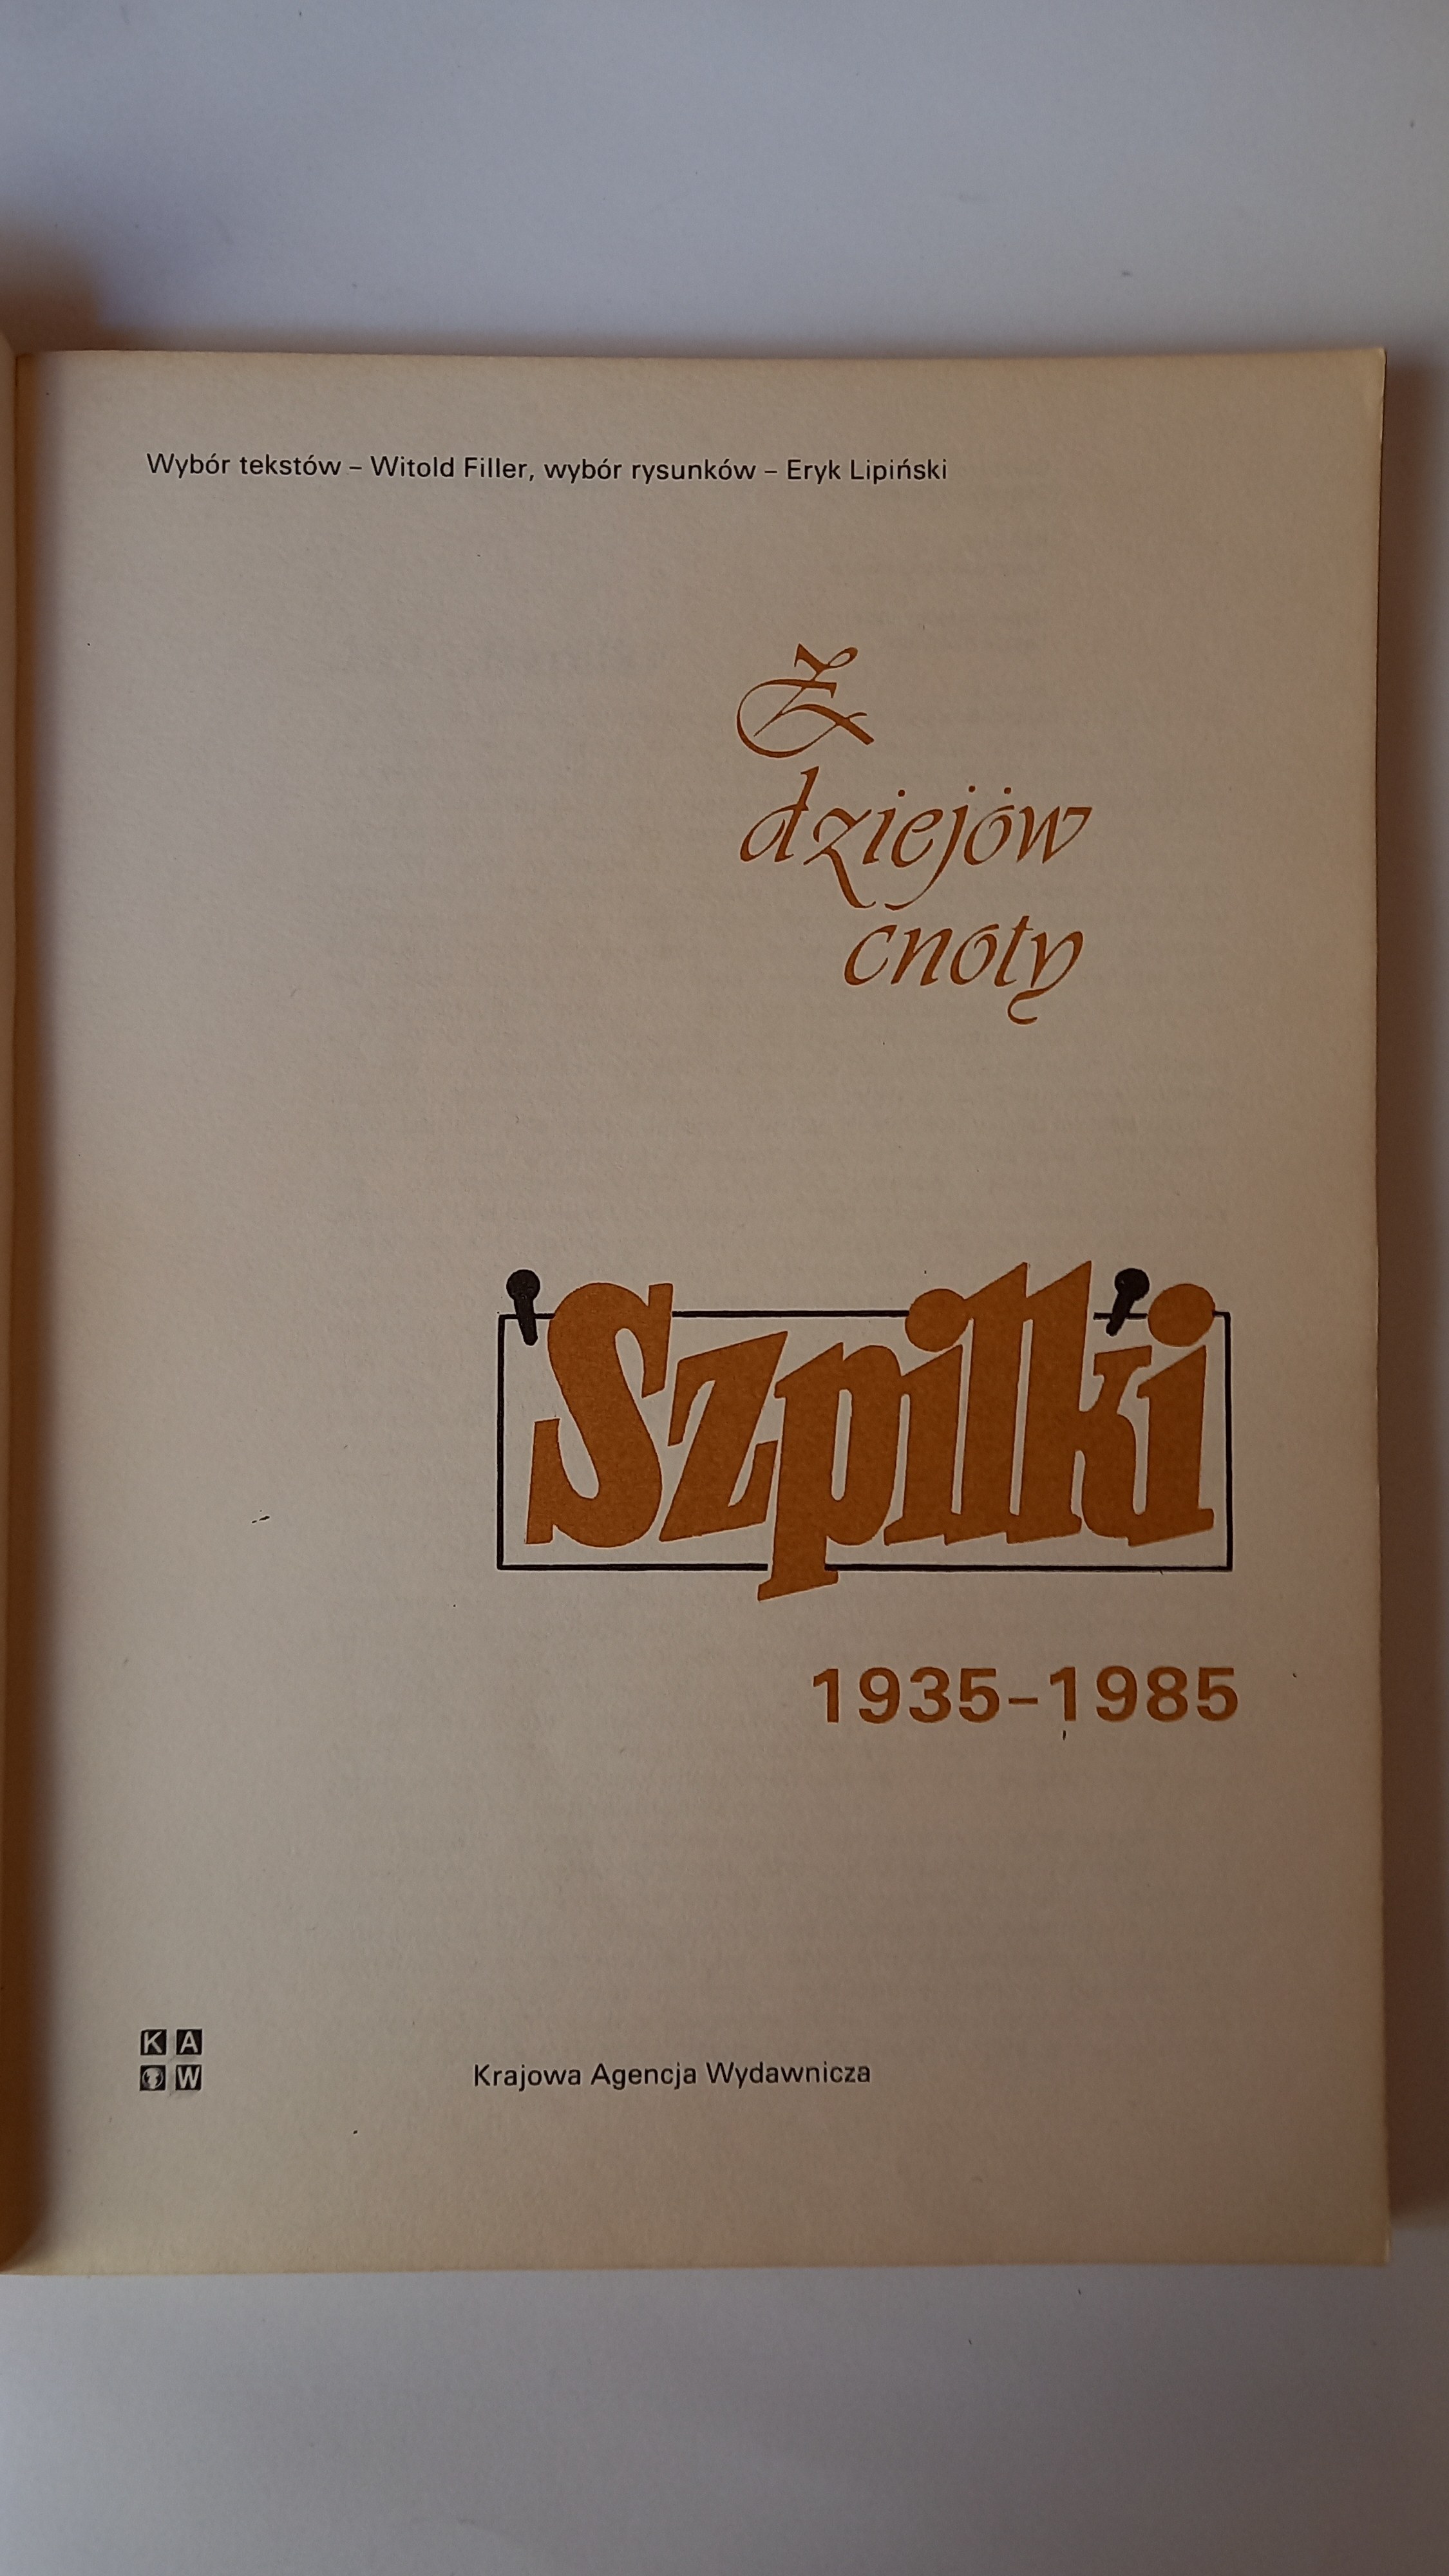 Wybór tekstów – Witold Filler, wybór rysunków – Eryk Lipiński
Z
dziejów
cnoty
Szpilki
1935–1985
K A
W
Krajowa Agencja Wydawnicza